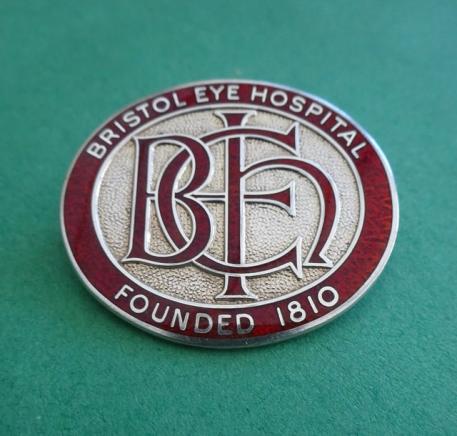 BRISTOL EYE HOSPITAL
BEH
FOUNDED 1810